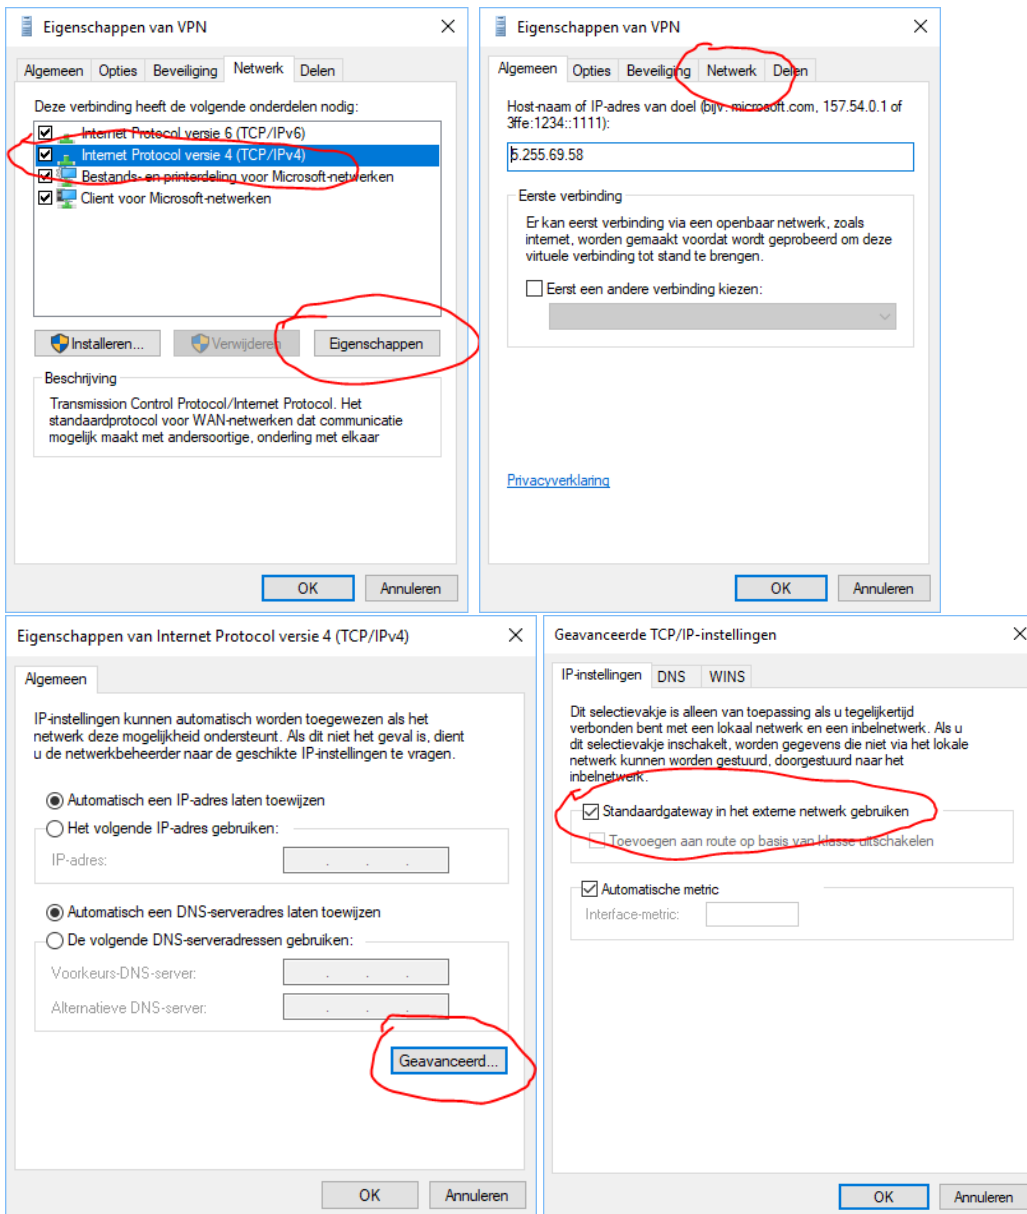 Eigenschappen van VPN
Algemeen Opties Beveiliging Netwerk Delen
Deze verbinding heeft de volgende onderdelen nodig:
Internet Protocol versie 6 (TCP/IPv6)
Internet Protocol versie 4 (TCP/IPv4)
Bestands- en printerdeling voor Microsoft-netwerken
Client voor Microsoft-netwerken
Installeren... Verwijderen Eigenschappen
Beschrijving
Transmission Control Protocol/Internet Protocol. Het
standaardprotocol voor WAN-netwerken dat communicatie
mogelijk maakt met andersoortige, onderling met elkaar
OK Annuleren
Eigenschappen van VPN
Algemeen Opties Beveiliging Netwerk Delen
Host-naam of IP-adres van doel (bijv. microsoft.com, 157.54.0.1 of
3ffe:1234::1111):
5.255.69.58
Eerste verbinding
Er kan eerst verbinding via een openbaar netwerk, zoals
internet, worden gemaakt voordat wordt geprobeerd om deze
virtuele verbinding tot stand te brengen.
Eerst een andere verbinding kiezen:
Privacyverklaring
OK Annuleren
Eigenschappen van Internet Protocol versie 4 (TCP/IPv4)
Algemeen
IP-instellingen kunnen automatisch worden toegewezen als het
netwerk deze mogelijkheid ondersteunt. Als dit niet het geval is, dient
u de netwerkbeheerder naar de geschikte IP-instellingen te vragen.
Automatisch een IP-adres laten toewijzen
Het volgende IP-adres gebruiken:
IP-adres:
Automatisch een DNS-serveradres laten toewijzen
De volgende DNS-serveradressen gebruiken:
Voorkeurs-DNS-server:
Alternatieve DNS-server:
Geavanceerd...
OK Annuleren
Geavanceerde TCP/IP-instellingen
IP-instellingen DNS WINS
Dit selectievakje is alleen van toepassing als u tegelijkertijd
verbonden bent met een lokaal netwerk en een inbelnetwerk. Als u
dit selectievakje inschakelt, worden gegevens die niet via het lokale
netwerk kunnen worden gestuurd, doorgestuurd naar het
inbelnetwerk.
Standaardgateway in het externe netwerk gebruiken
Toevoegen aan route op basis van klasse uitschakelen
Automatische metric
Interface-metric:
OK Annuleren